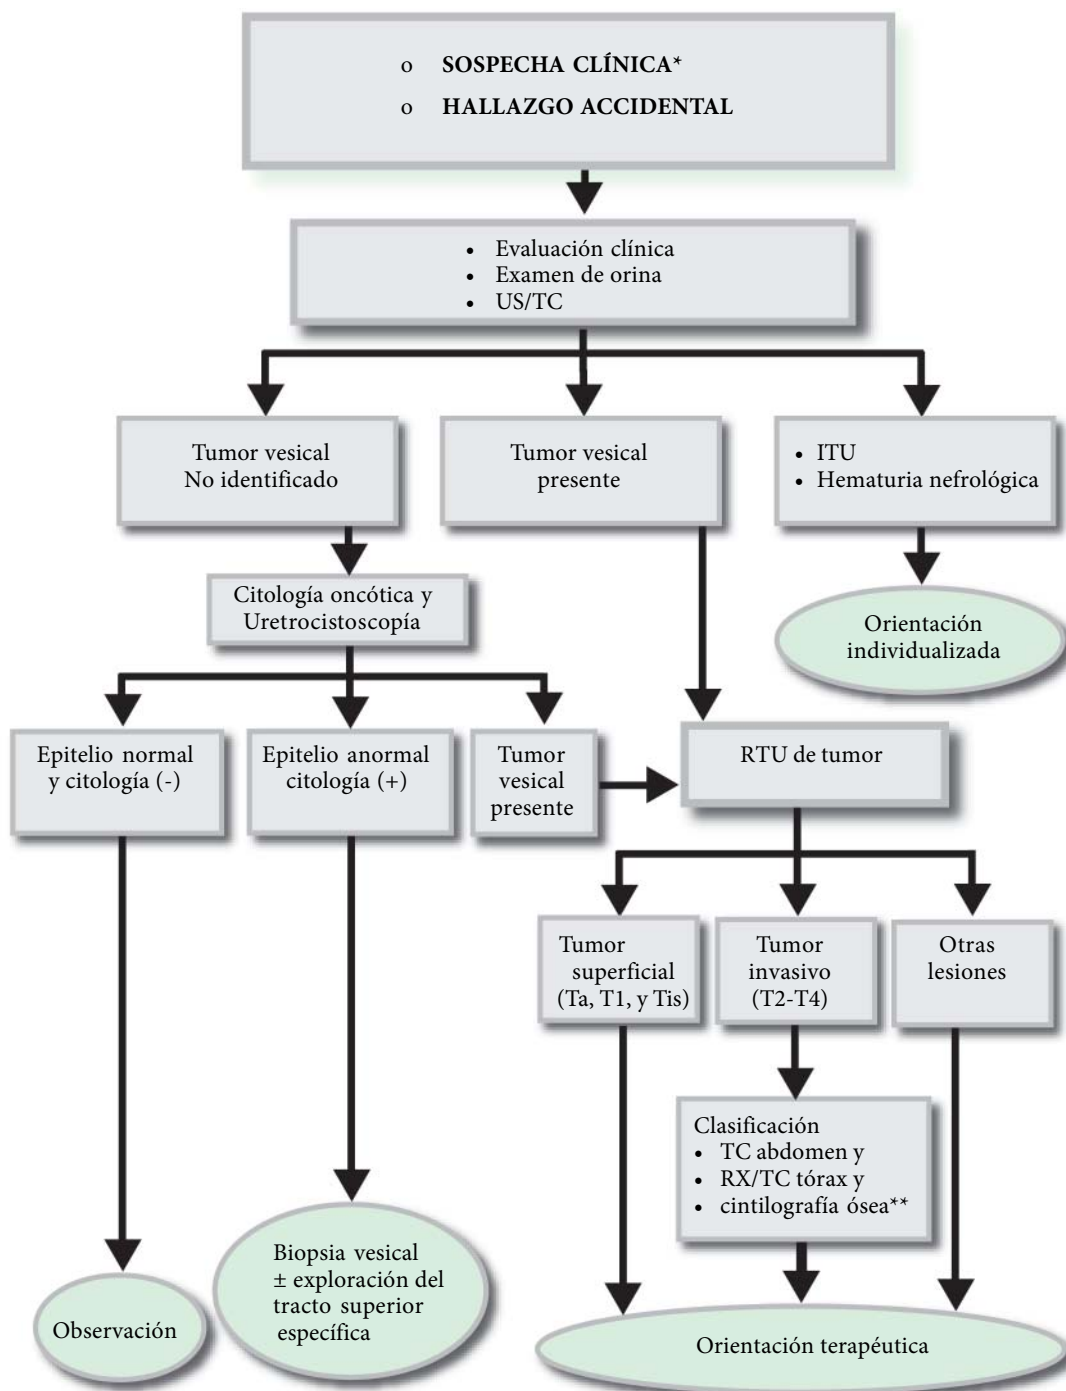 o SOSPECHA CLÍNICA*
o HALLAZGO ACCIDENTAL
• Evaluación clínica
• Examen de orina
• US/TC
Tumor vesical
No identificado
Tumor vesical
presente
• ITU
• Hematuria nefrológica
Citología oncótica y
Uretrocistoscopía
Orientación
individualizada
Epitelio normal
y citología (-)
Epitelio anormal
citología (+)
Tumor
vesical
presente
RTU de tumor
Tumor
superficial
(Ta, T1, y Tis)
Tumor
invasivo
(T2-T4)
Otras
lesiones
Clasificación
• TC abdomen y
• RX/TC tórax y
• cintilografía ósea**
Observación
Biopsia vesical
± exploración del
tracto superior
específica
Orientación terapéutica